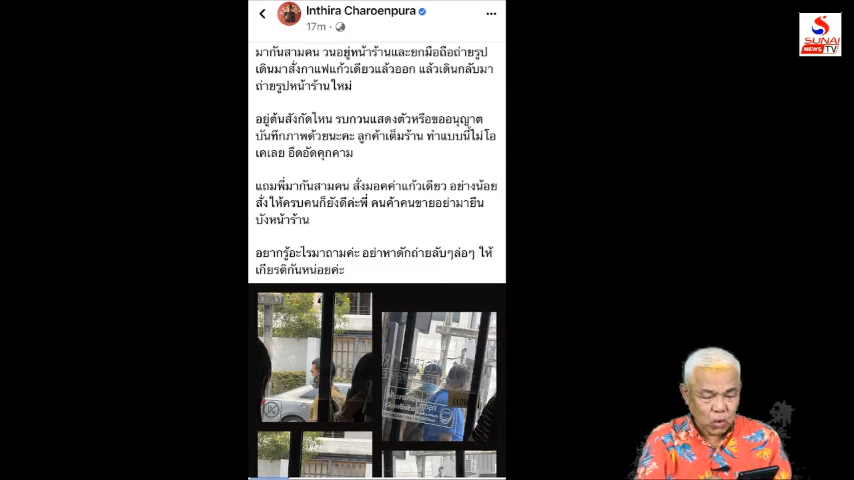 Inthira Charoenpura
17m ·
SUNAI
NEWS TV
มากันสามคน วนอยู่หน้าร้านและยกมือถือถ่ายรูป
เดินมาสั่งกาแฟแก้วเดียวแล้วออก แล้วเดินกลับมา
ถ่ายรูปหน้าร้านใหม่
อยู่ต้นสังกัดไหน รบกวนแสดงตัวหรือขออนุญาต
บันทึกภาพด้วยนะคะ ลูกค้าเต็มร้าน ทำแบบนี้ไม่โอ
เคเลย อึดอัดคุกคาม
แถมพี่มากันสามคน สั่งมอคค่าแก้วเดียว อย่างน้อย
สั่งให้ครบคนก็ยังดีค่ะพี่ คนค้าคนขายอย่ามายืน
บังหน้าร้าน
อยากรู้อะไรมาถามค่ะ อย่าหาดักถ่ายลับๆล่อๆ ให้
เกียรติกันหน่อยค่ะ